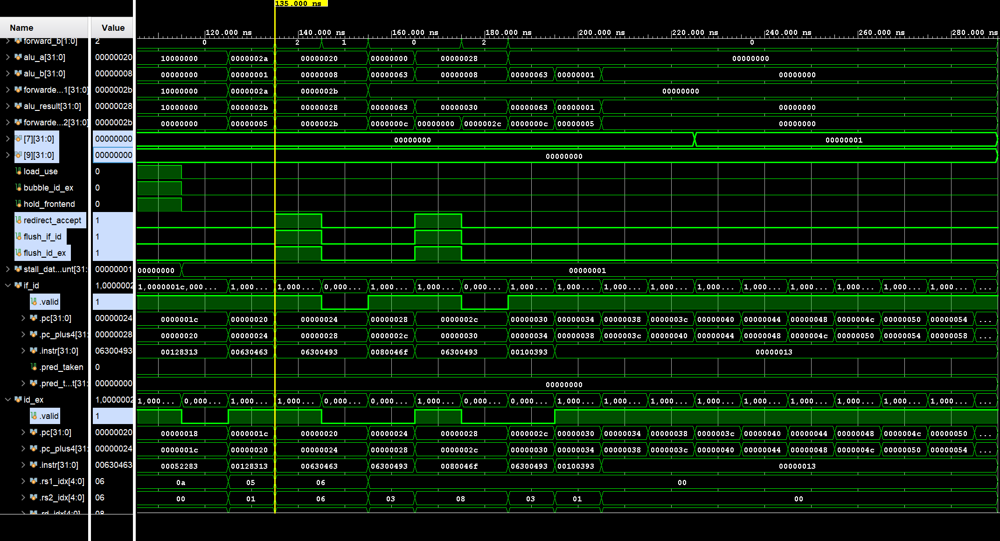 135.000 ns
Name Value
120.000 ns 140.000 ns 160.000 ns 180.000 ns 200.000 ns 220.000 ns 240.000 ns 260.000 ns 280.000 ns
forward_b[1:0] 2 0 2 1 0 2 0
alu_a[31:0] 00000020 10000000 0000002a 00000020 00000000 00000028 00000000
alu_b[31:0] 00000008 00000000 00000001 00000008 00000063 00000008 00000063 00000001 00000000
forwarde...1[31:0] 0000002b 10000000 0000002a 0000002b 00000000
alu_result[31:0] 00000028 10000000 0000002b 00000028 00000063 00000030 00000063 00000001 00000000
forwarde...2[31:0] 0000002b 00000000 00000005 0000002b 0000000c 00000000 0000002c 0000000c 00000005 00000000
[7][31:0] 00000000 00000000 00000001
[9][31:0] 00000000 00000000
load_use 0
bubble_id_ex 0
hold_frontend 0
redirect_accept 1
flush_if_id 1
flush_id_ex 1
stall_dat...unt[31: 00000001 00000000 00000001
if_id 1,0000002 1,0000001c,000... 1,000... 1,000... 0,000... 1,000... 1,000... 0,000... 1,000... 1,000... 1,000... 1,000... 1,000... 1,000... 1,000... 1,000... 1,000... 1,000... ...
.valid 1
.pc[31:0] 00000024 0000001c 00000020 00000024 00000028 0000002c 00000030 00000034 00000038 0000003c 00000040 00000044 00000048 0000004c 00000050 00000054 ...
.pc_plus4[31: 00000028 00000020 00000024 00000028 0000002c 00000030 00000034 00000038 0000003c 00000040 00000044 00000048 0000004c 00000050 00000054 00000058 ...
.instr[31:0] 06300493 00128313 00630463 06300493 0080046f 06300493 00100393 00000013
.pred_taken 0
.pred_t...t[31: 00000000 00000000
id_ex 1,0000002 1,000... 0,000... 1,000... 1,000... 0,000... 0,000... 1,000... 0,000... 0,000... 1,000... 1,000... 1,000... 1,000... 1,000... 1,000... 1,000... 1,000... 1,000... ...
.valid 1
.pc[31:0] 00000020 00000018 0000001c 00000020 00000024 00000028 0000002c 00000030 00000034 00000038 0000003c 00000040 00000044 00000048 0000004c 00000050 ...
.pc_plus4[31: 00000024 0000001c 00000020 00000024 00000028 0000002c 00000030 00000034 00000038 0000003c 00000040 00000044 00000048 0000004c 00000050 00000054 ...
.instr[31:0] 00630463 00052283 00128313 00630463 06300493 0080046f 06300493 00100393 00000013
.rs1_idx[4:0] 06 0a 05 06 00
.rs2_idx[4:0] 06 00 01 06 03 08 03 01 00